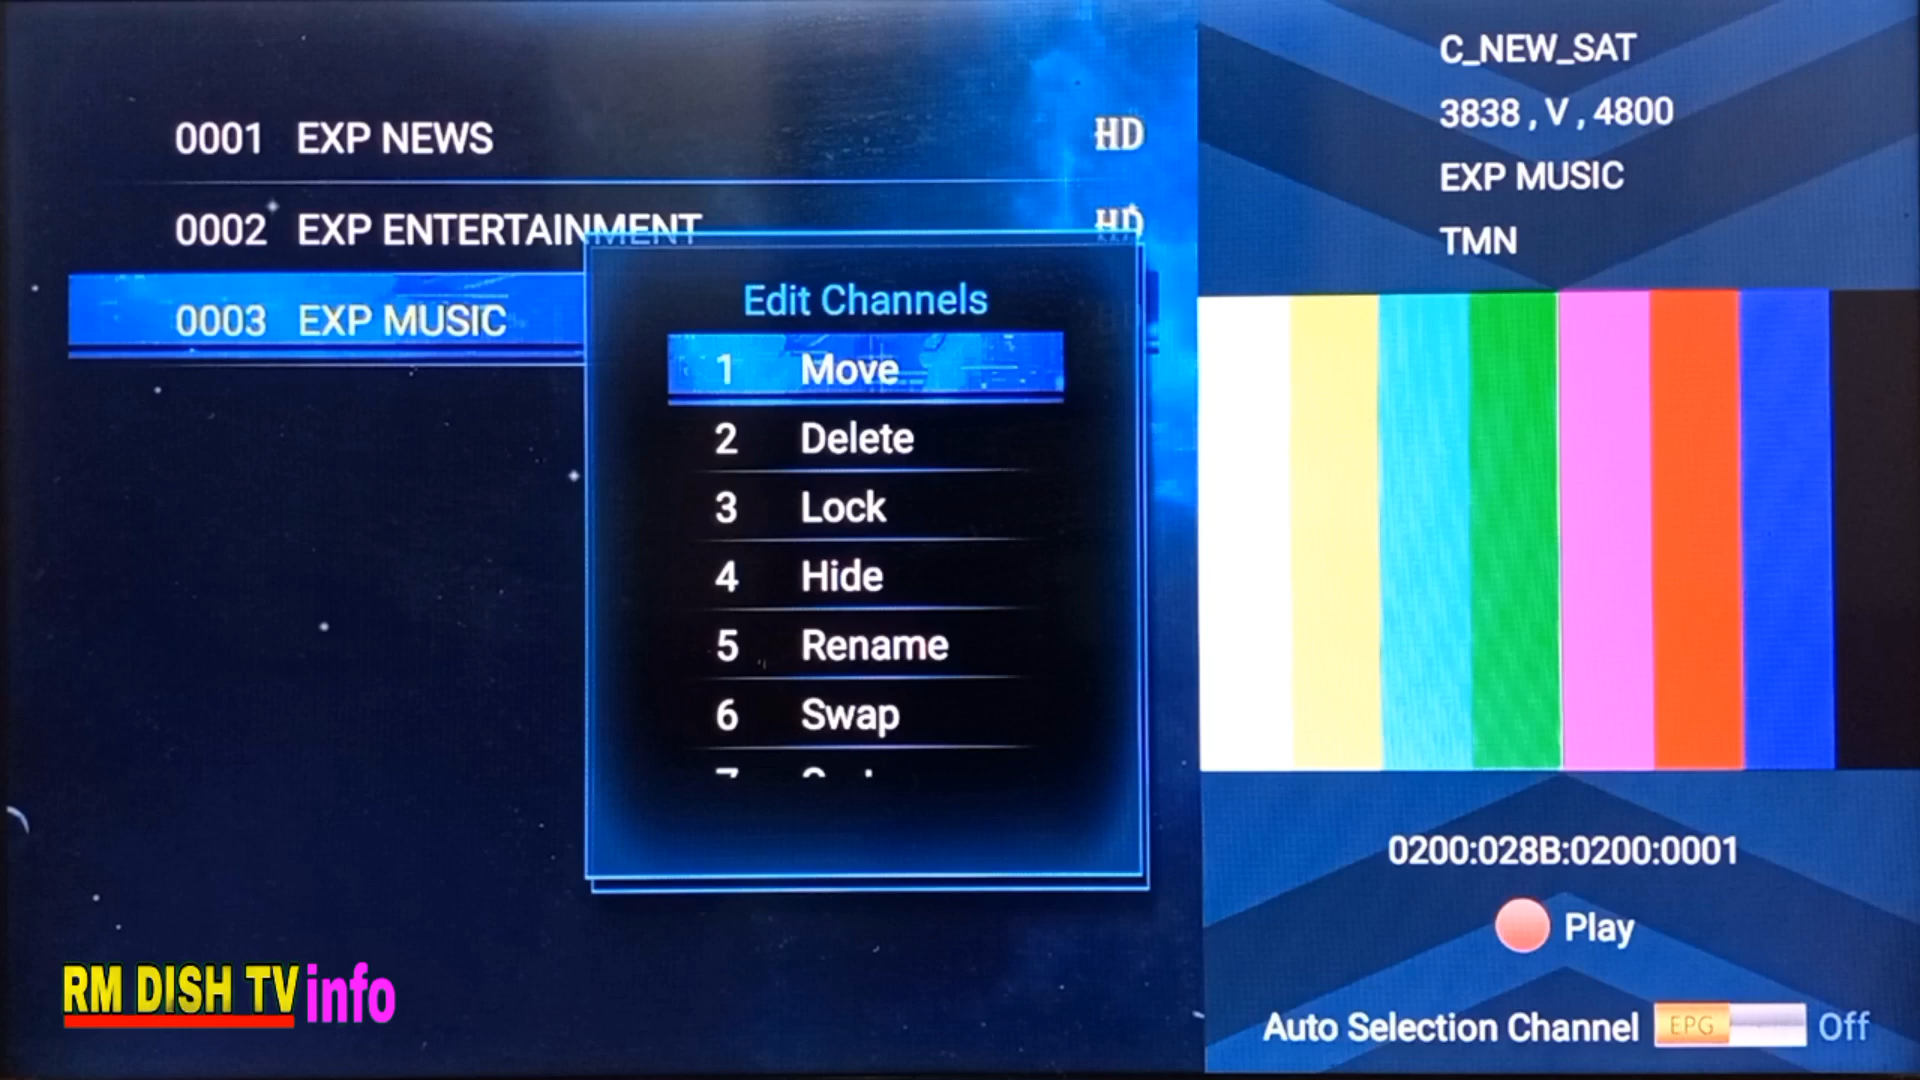 0001 EXP NEWS HD
0002 EXP ENTERTAINMENT HD
0003 EXP MUSIC
Edit Channels
1 Move
2 Delete
3 Lock
4 Hide
5 Rename
6 Swap
C_NEW_SAT
3838 , V , 4800
EXP MUSIC
TMN
0200:028B:0200:0001
Play
Auto Selection Channel EPG Off
RM DISH TV info